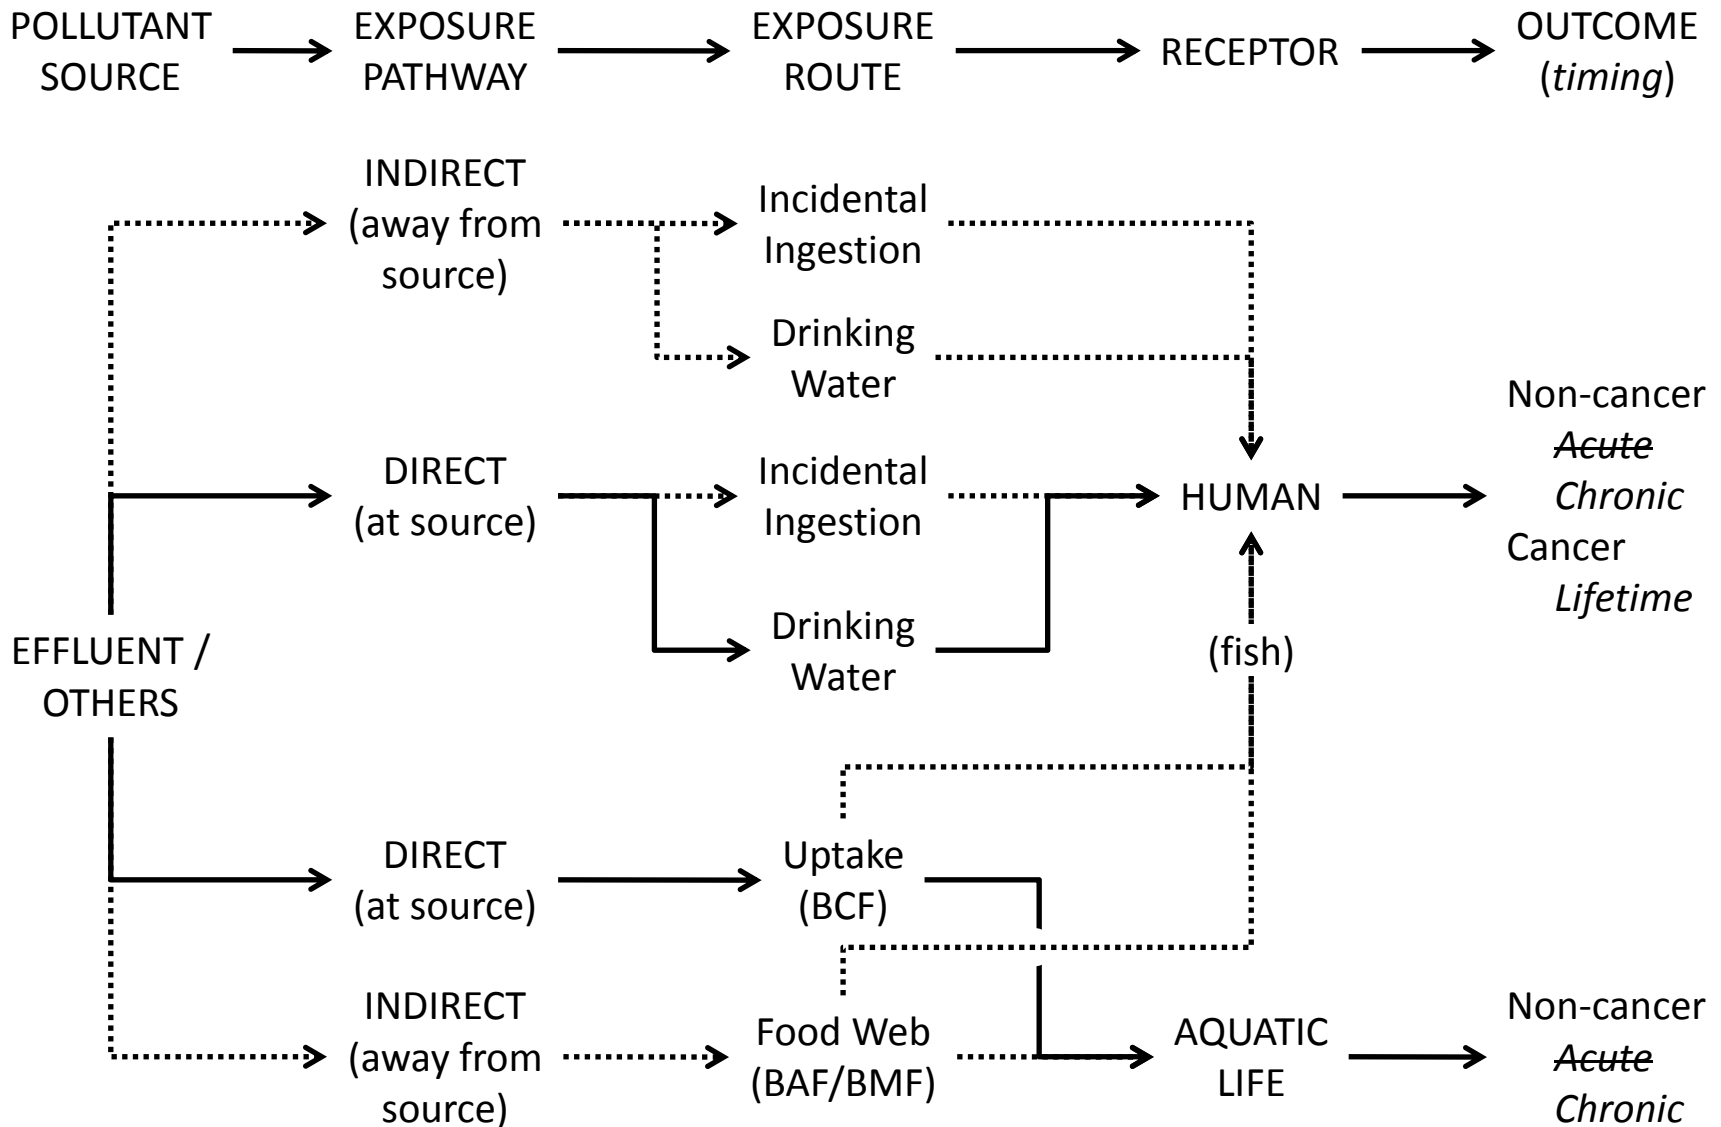 POLLUTANT
SOURCE
EXPOSURE
PATHWAY
EXPOSURE
ROUTE
RECEPTOR
OUTCOME
(timing)
INDIRECT
(away from
source)
Incidental
Ingestion
Drinking
Water
DIRECT
(at source)
Incidental
Ingestion
Drinking
Water
HUMAN
Non-cancer
Acute
Chronic
Cancer
Lifetime
EFFLUENT /
OTHERS
(fish)
DIRECT
(at source)
Uptake
(BCF)
INDIRECT
(away from
source)
Food Web
(BAF/BMF)
AQUATIC
LIFE
Non-cancer
Acute
Chronic